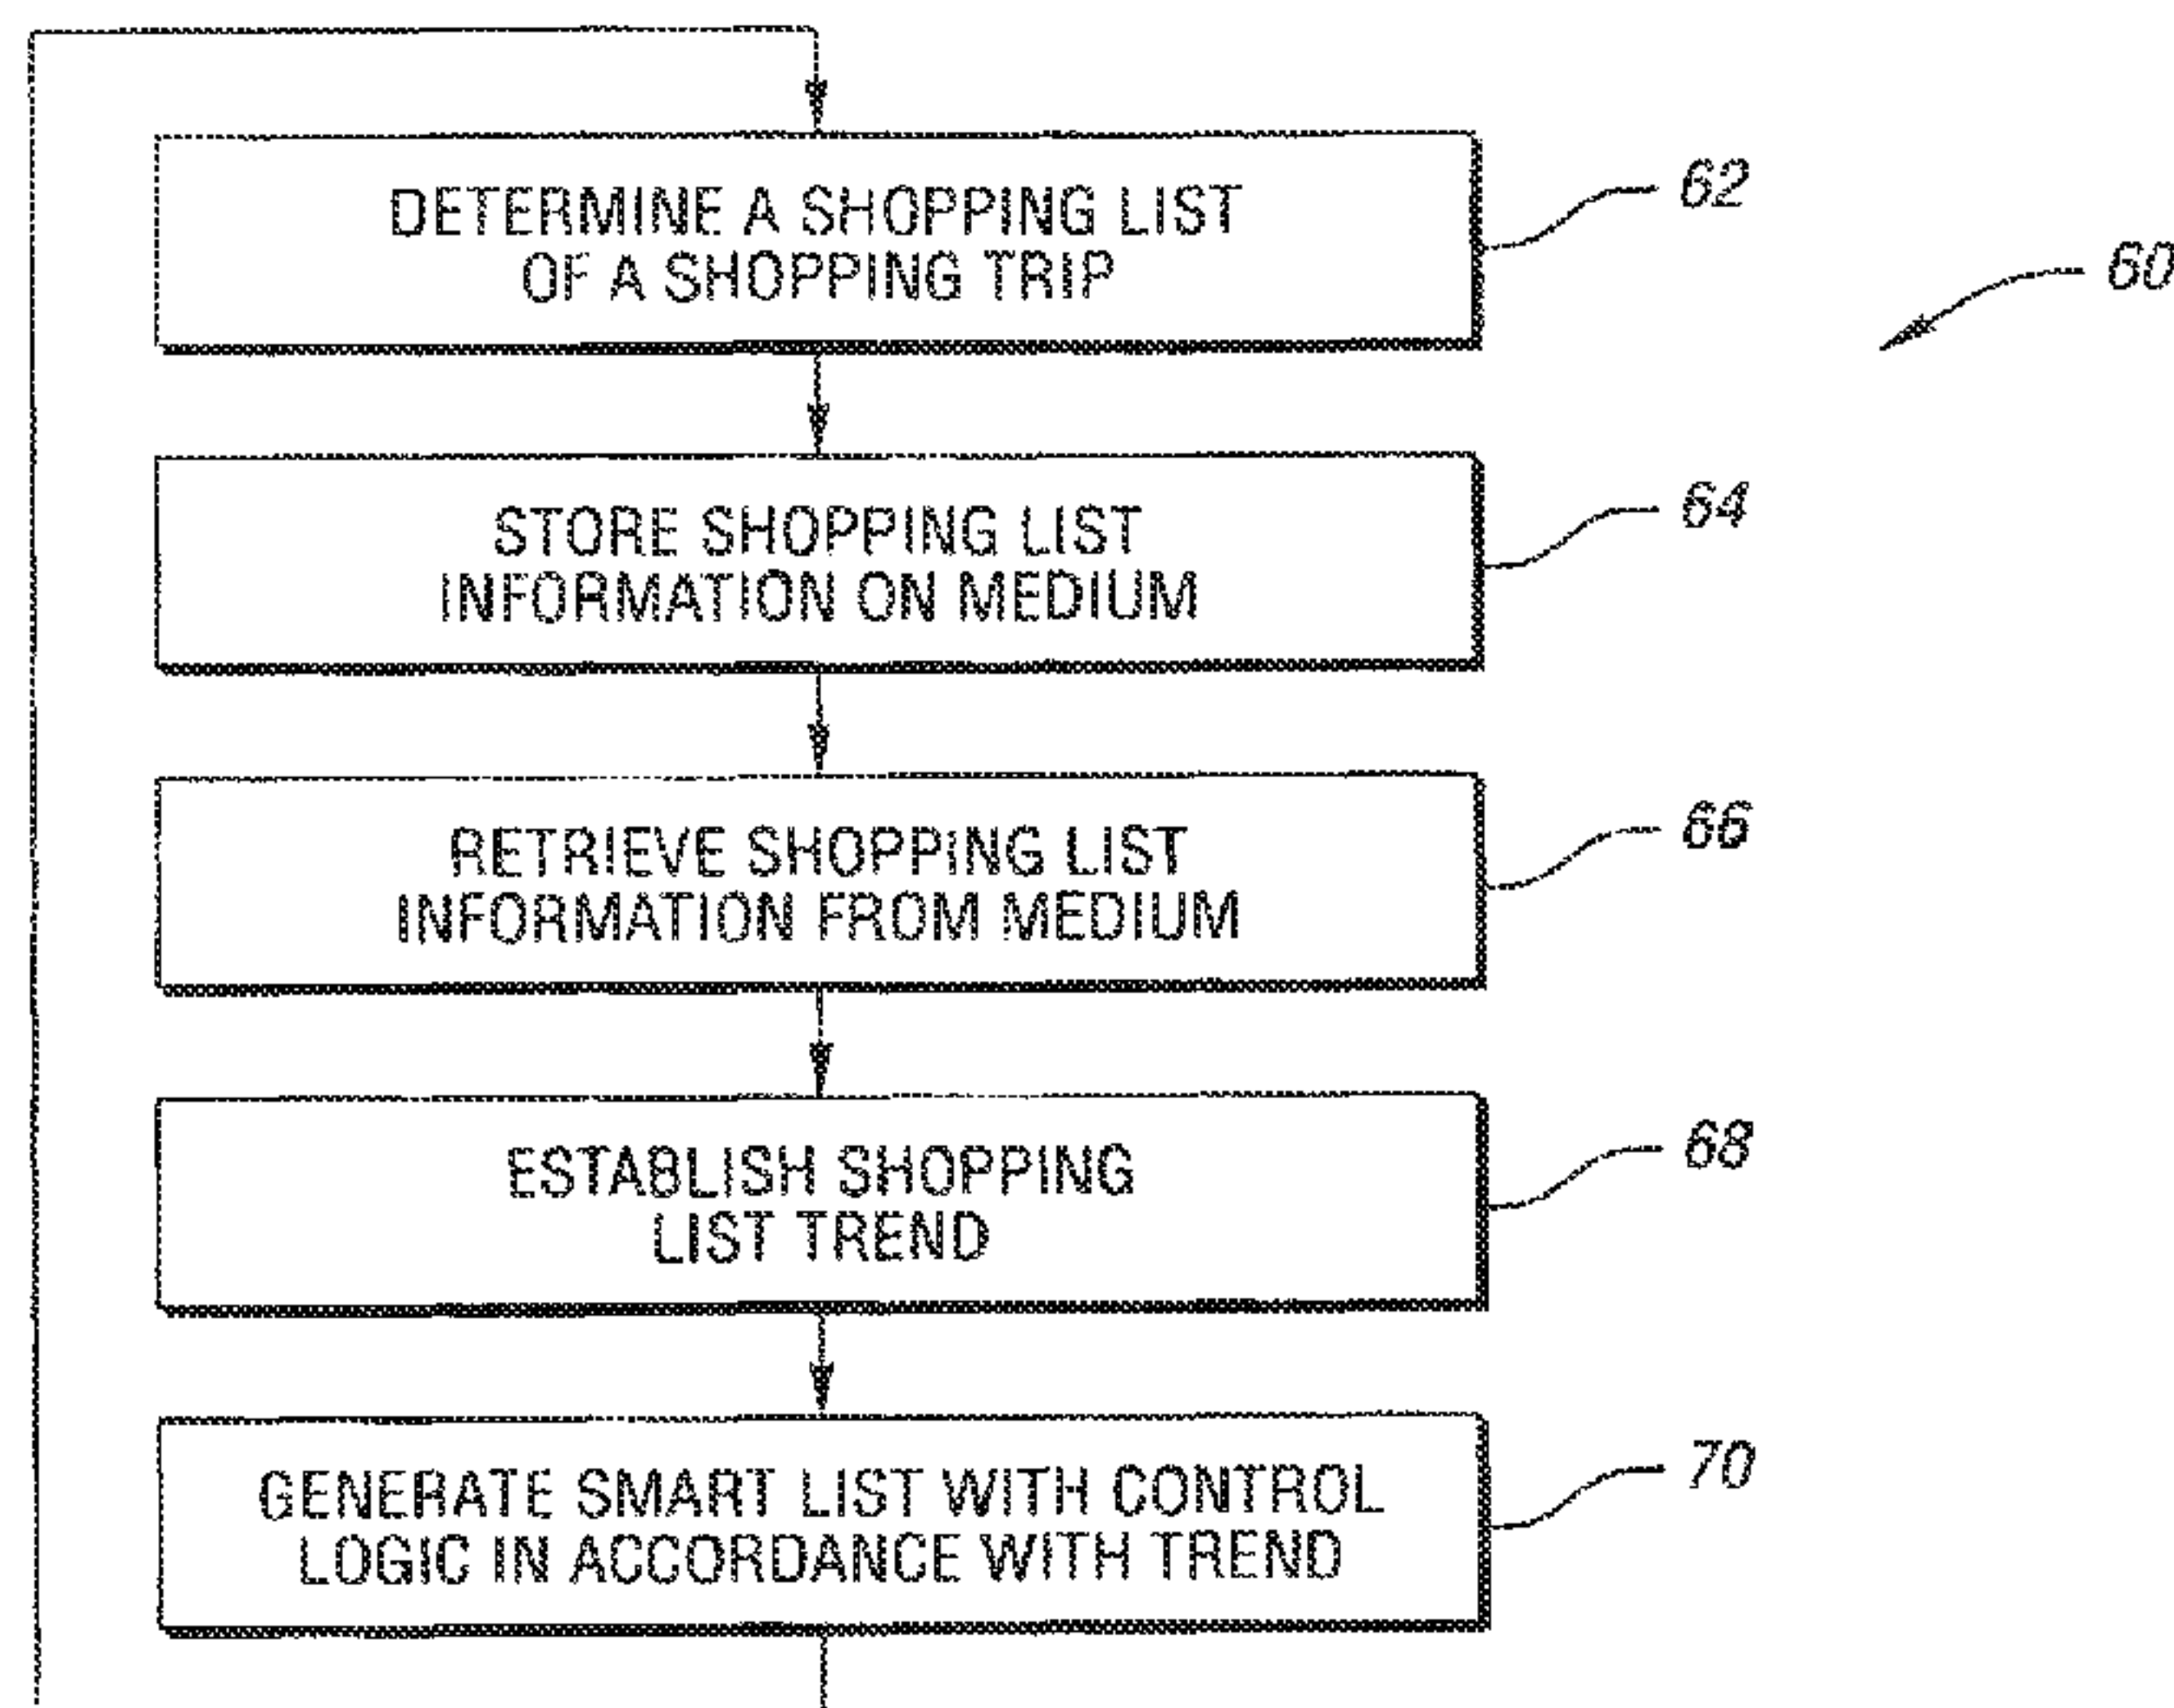 DETERMINE A SHOPPING LIST
OF A SHOPPING TRIP
62
60
STORE SHOPPING LIST
INFORMATION ON MEDIUM
64
RETRIEVE SHOPPING LIST
INFORMATION FROM MEDIUM
66
ESTABLISH SHOPPING
LIST TREND
68
GENERATE SMART LIST WITH CONTROL
LOGIC IN ACCORDANCE WITH TREND
70